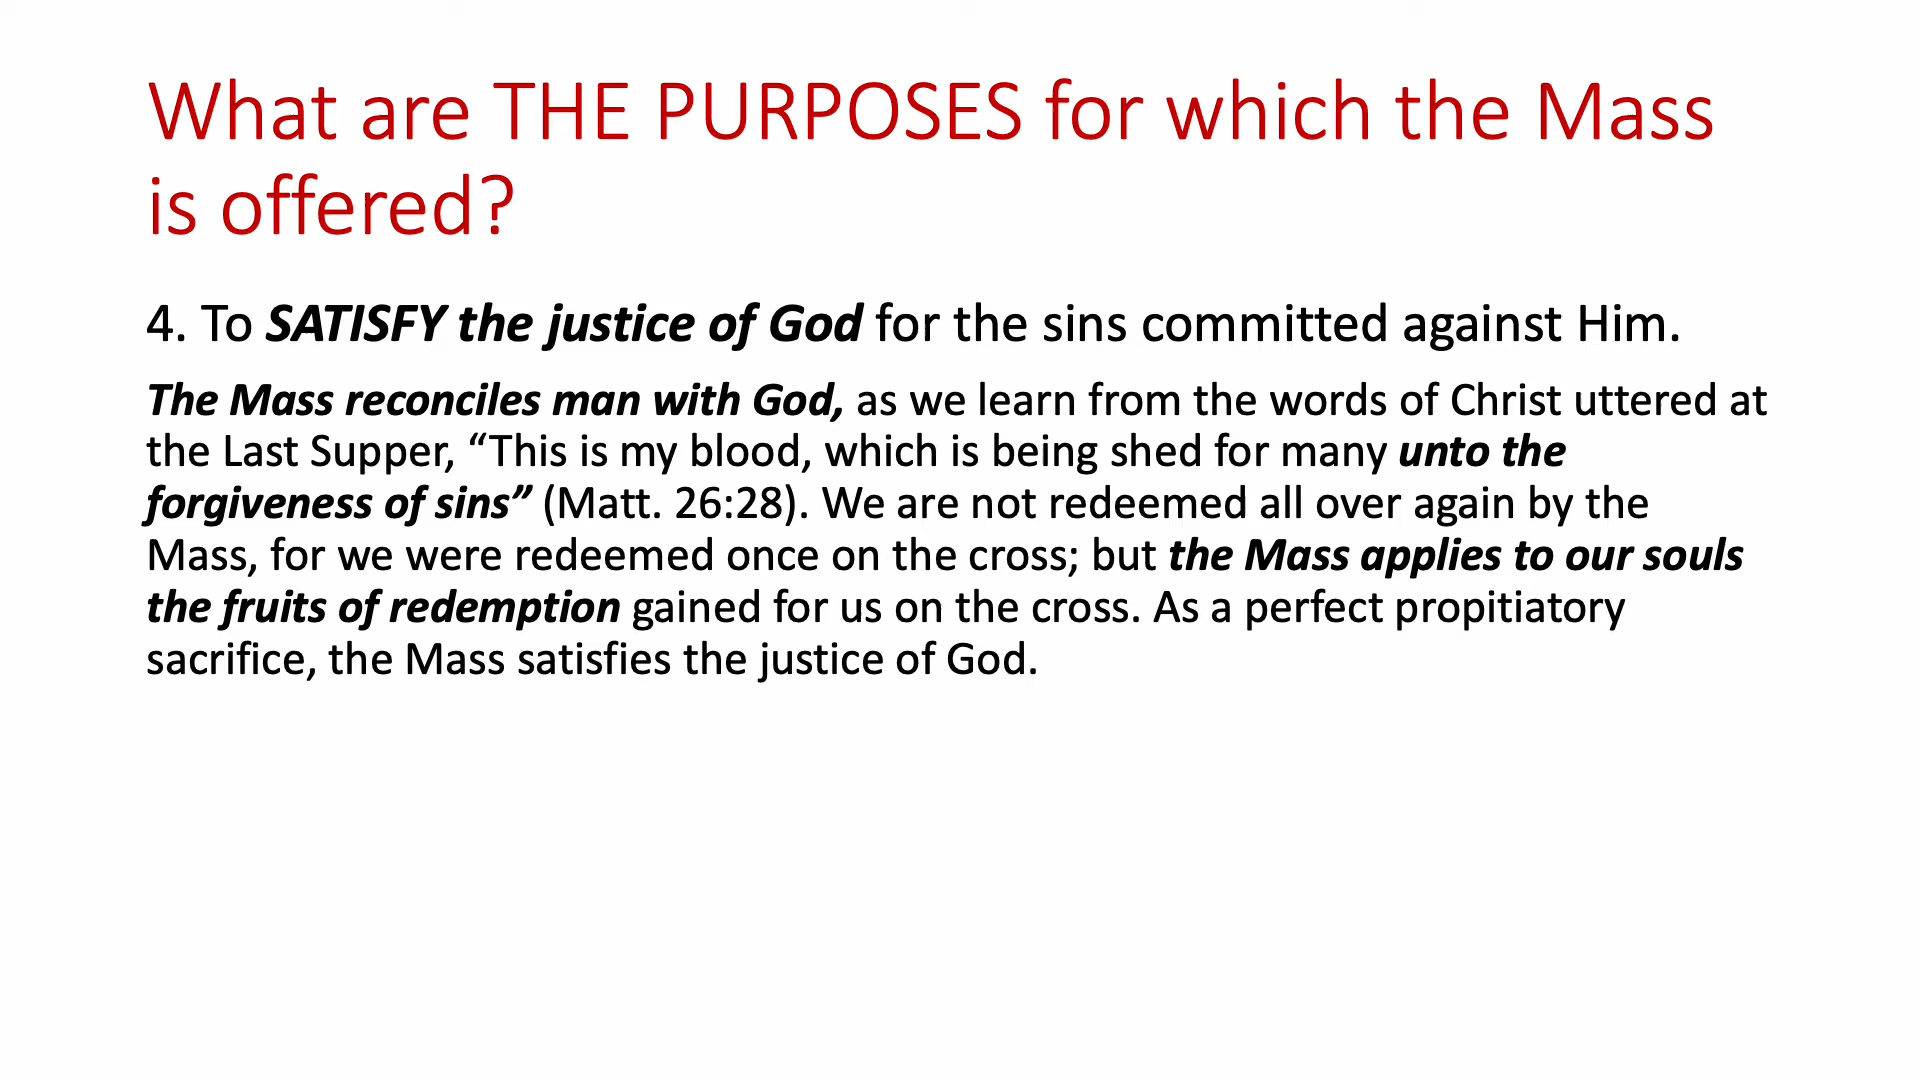 What are THE PURPOSES for which the Mass
is offered?
4. To SATISFY the justice of God for the sins committed against Him.
The Mass reconciles man with God, as we learn from the words of Christ uttered at
the Last Supper, “This is my blood, which is being shed for many unto the
forgiveness of sins” (Matt. 26:28). We are not redeemed all over again by the
Mass, for we were redeemed once on the cross; but the Mass applies to our souls
the fruits of redemption gained for us on the cross. As a perfect propitiatory
sacrifice, the Mass satisfies the justice of God.